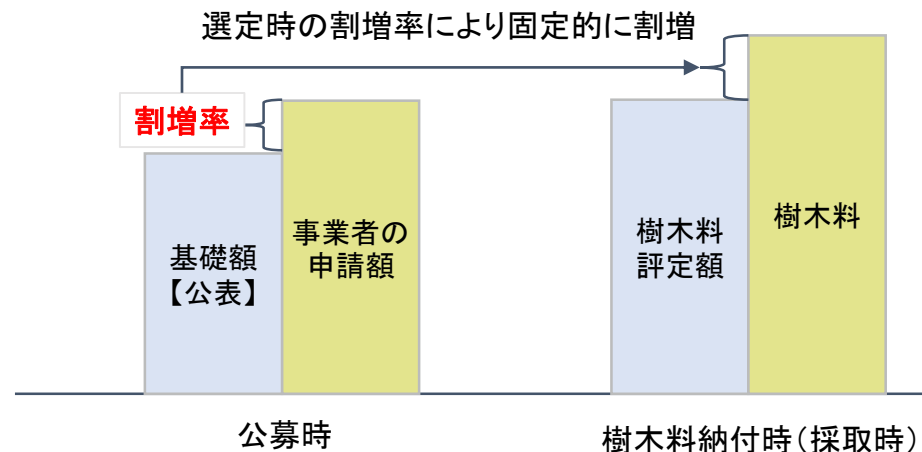 選定時の割増率により固定的に割増
割増率
基礎額
【公表】
事業者の
申請額
樹木料
評定額
樹木料
公募時
樹木料納付時(採取時)